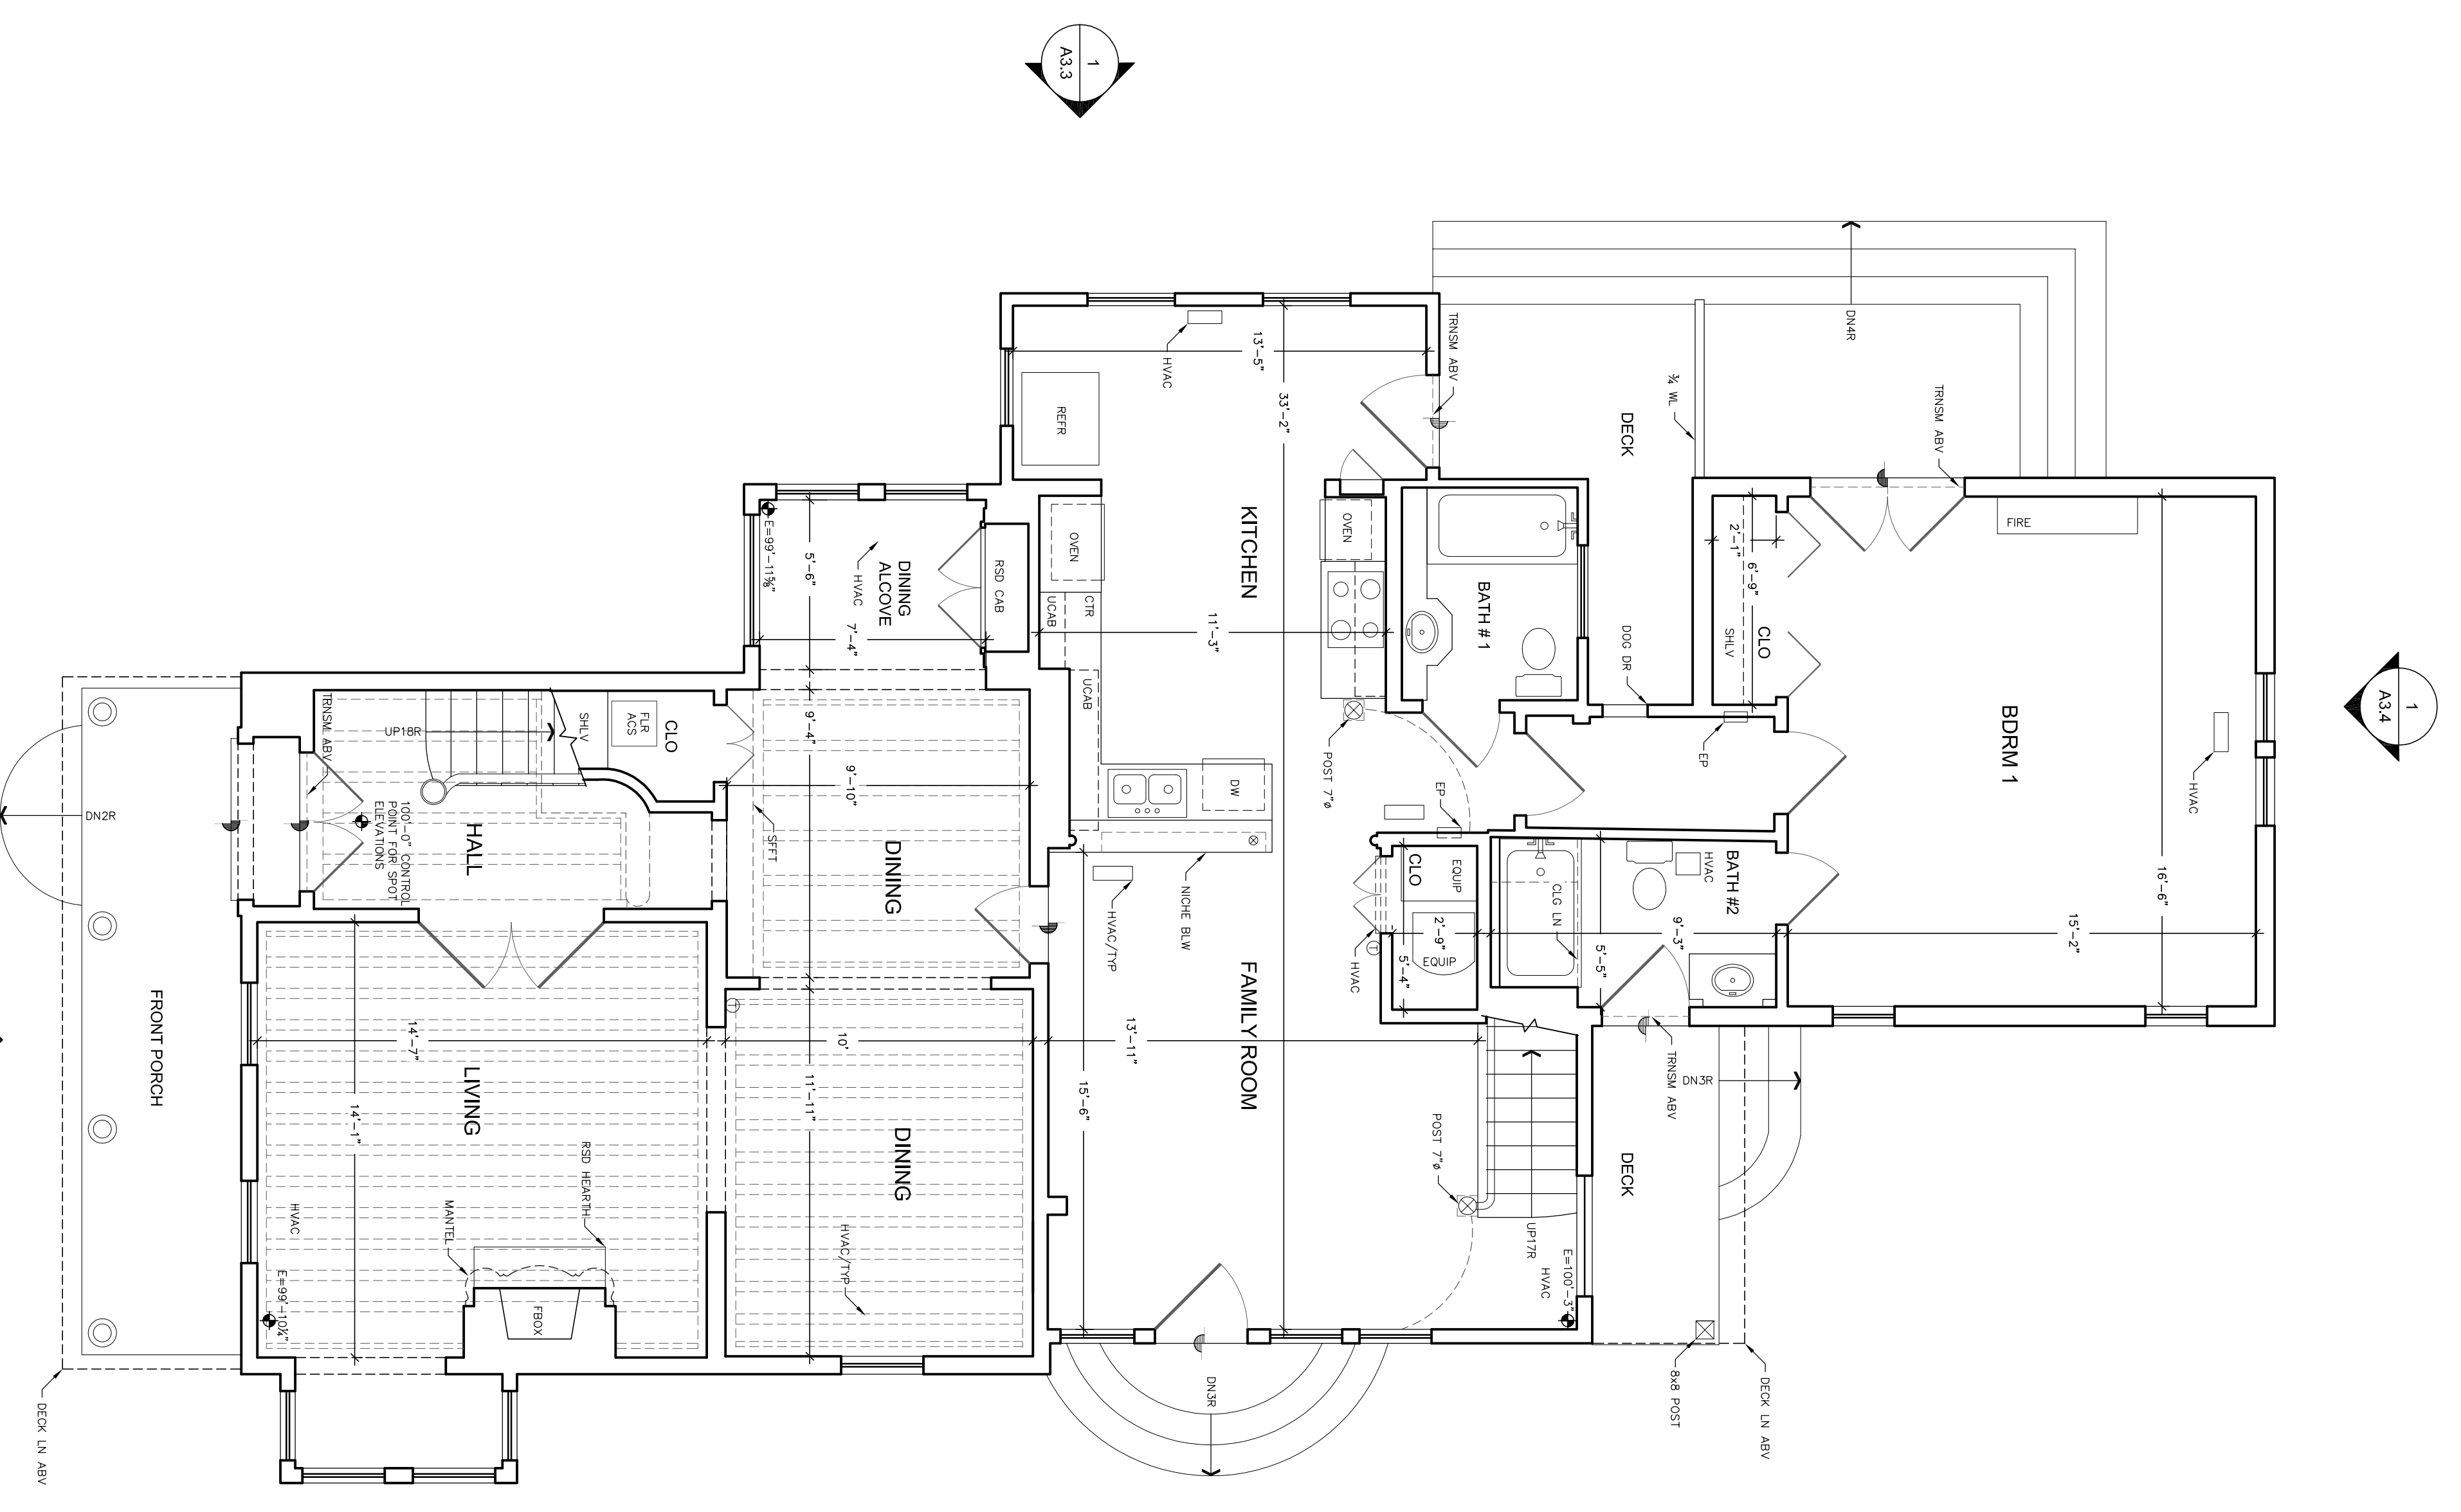 1
A3.3
1
A3.4
DN4R
TRNSM ABV
¾ WL
TRNSM ABV
DECK
13'-5"
HVAC
33'-2"
REFR
KITCHEN
OVEN
OVEN
CTR
UCAB
UCAB
11'-3"
BATH # 1
DOG DR
2'-1"
6'-9"
CLO
SHLV
FIRE
BDRM 1
EP
HVAC
16'-6"
15'-2"
DINING
ALCOVE
RSD CAB
HVAC
7'-4"
5'-6"
E=99'-11⅝"
9'-4"
9'-10"
SFFT
DINING
CLO
FLR
ACS
SHLV
UP18R
TRNSM ABV
HALL
100'-0" CONTROL
POINT FOR SPOT
ELEVATIONS
DN2R
FRONT PORCH
DECK LN ABV
POST 7"ø
EP
DW
NICHE BLW
HVAC/TYP
FAMILY ROOM
CLO
EQUIP
EQUIP
2'-9"
5'-4"
HVAC
T
CLG LN
5'-5"
HVAC
BATH #2
9'-3"
TRNSM ABV
DN3R
DECK
8x8 POST
DECK LN ABV
13'-11"
15'-6"
POST 7"ø
UP17R
HVAC
E=100'-3"
DN3R
T
10'
11'-11"
DINING
HVAC/TYP
14'-7"
14'-1"
LIVING
RSD HEARTH
MANTEL
FBOX
HVAC
E=99'-10¼"